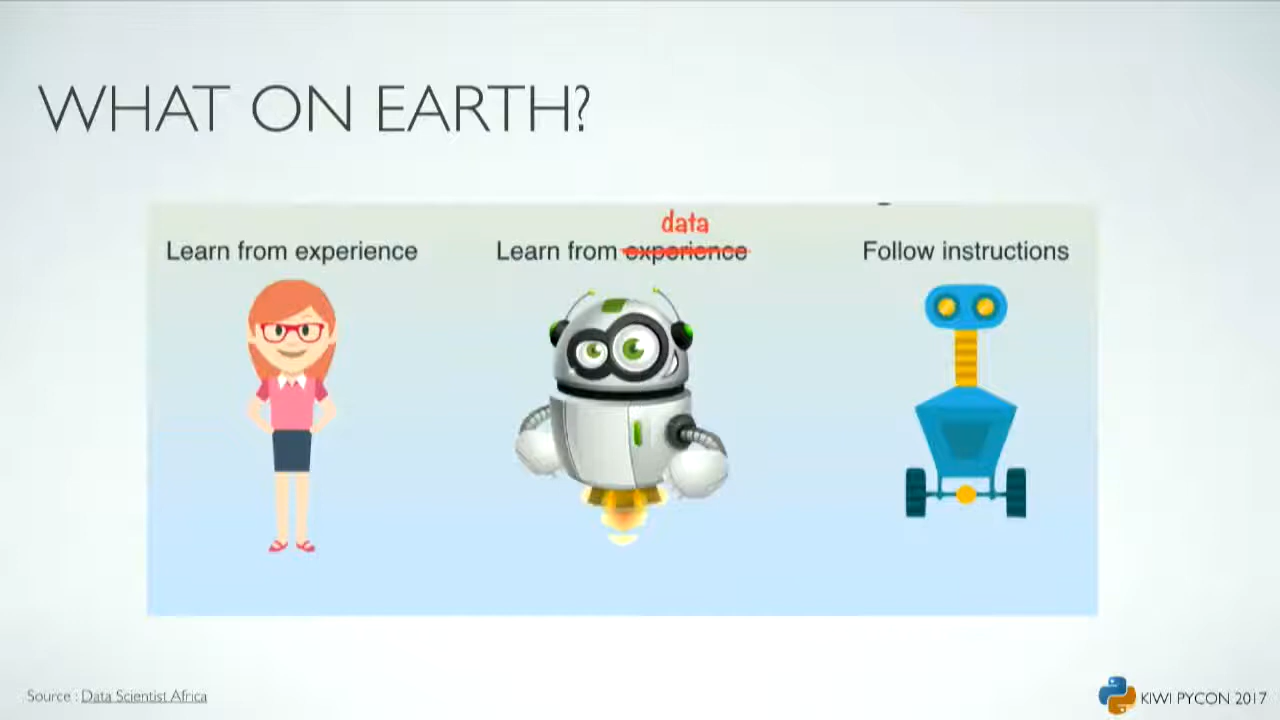 WHAT ON EARTH?
data
Learn from experience
Learn from experience
Follow instructions
Source : Data Scientist Africa
KIWI PYCON 2017